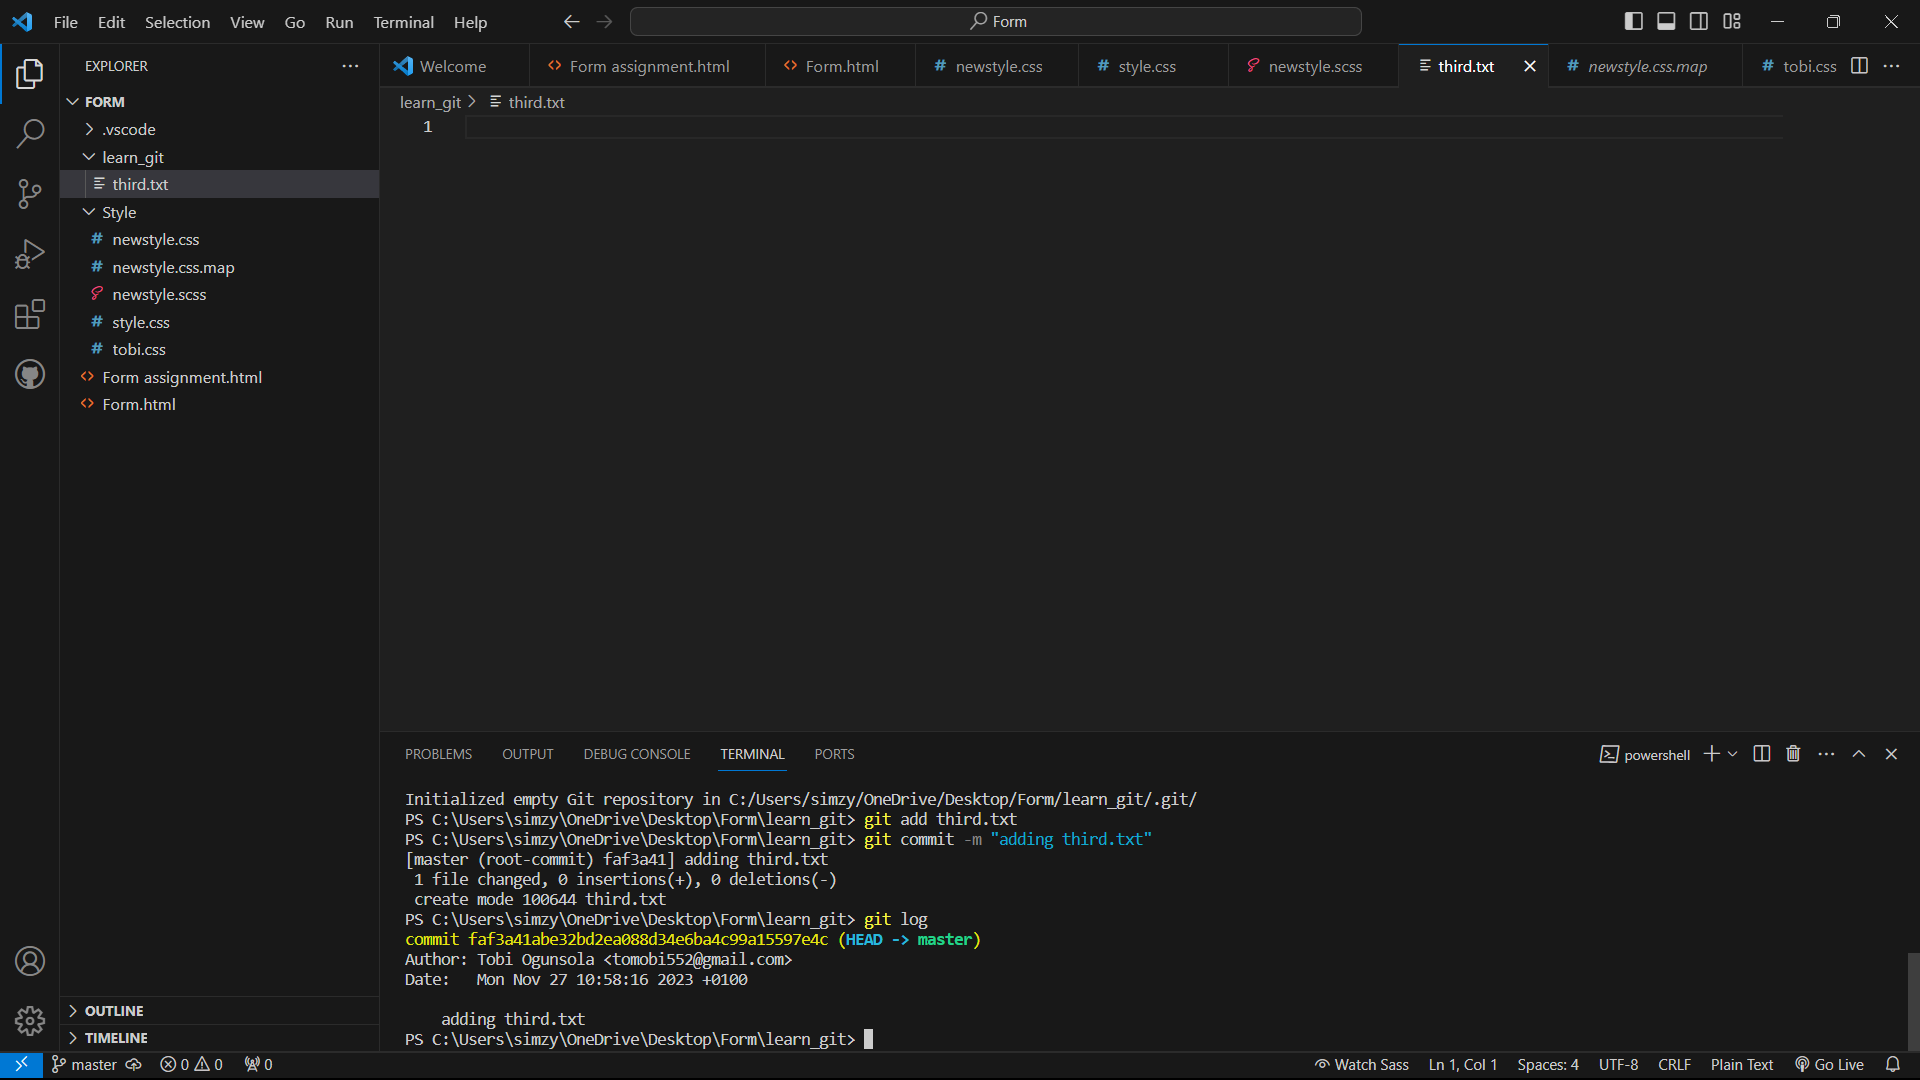 File Edit Selection View Go Run Terminal Help
Form
EXPLORER
FORM
.vscode
learn_git
third.txt
Style
newstyle.css
newstyle.css.map
newstyle.scss
style.css
tobi.css
Form assignment.html
Form.html
OUTLINE
TIMELINE
Welcome Form assignment.html Form.html newstyle.css style.css newstyle.scss third.txt newstyle.css.map tobi.css
learn_git > third.txt
1
PROBLEMS OUTPUT DEBUG CONSOLE TERMINAL PORTS
powershell
Initialized empty Git repository in C:/Users/simzy/OneDrive/Desktop/Form/learn_git/.git/
PS C:\Users\simzy\OneDrive\Desktop\Form\learn_git> git add third.txt
PS C:\Users\simzy\OneDrive\Desktop\Form\learn_git> git commit -m "adding third.txt"
[master (root-commit) faf3a41] adding third.txt
1 file changed, 0 insertions(+), 0 deletions(-)
create mode 100644 third.txt
PS C:\Users\simzy\OneDrive\Desktop\Form\learn_git> git log
commit faf3a41abe32bd2ea088d34e6ba4c99a15597e4c (HEAD -> master)
Author: Tobi Ogunsola <tomobi552@gmail.com>
Date:   Mon Nov 27 10:58:16 2023 +0100
adding third.txt
PS C:\Users\simzy\OneDrive\Desktop\Form\learn_git>
master 0 0 0 Watch Sass Ln 1, Col 1 Spaces: 4 UTF-8 CRLF Plain Text Go Live